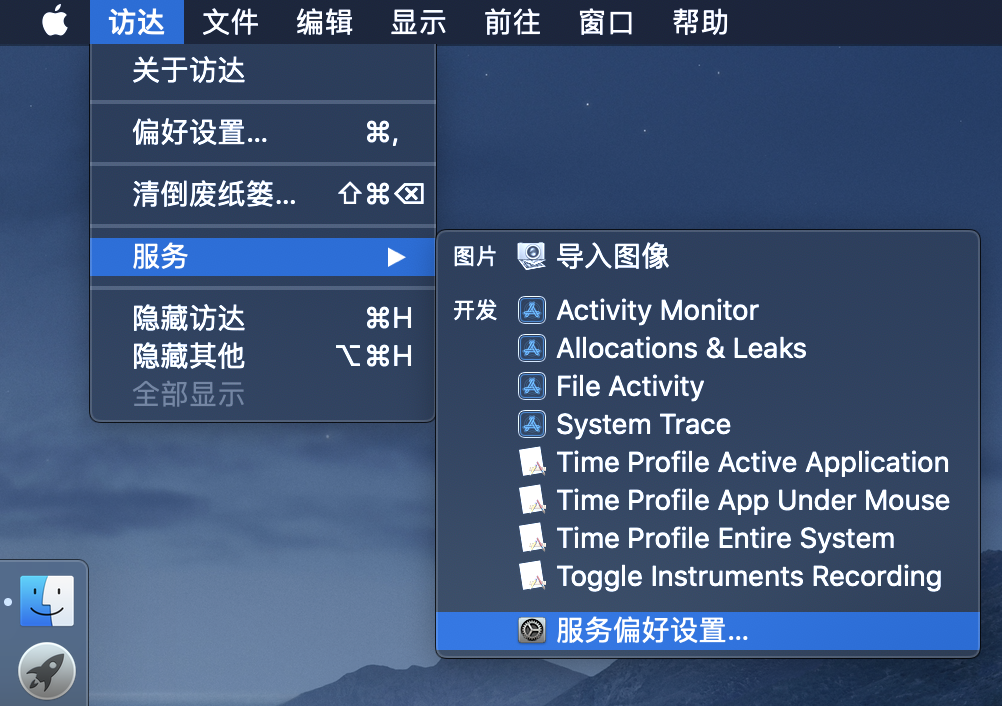 访达 文件 编辑 显示 前往 窗口 帮助
关于访达
偏好设置... ⌘,
清倒废纸篓... ⇧⌘⌫
服务 ▶
隐藏访达 ⌘H
隐藏其他 ⌥⌘H
全部显示
图片 导入图像
开发 Activity Monitor
Allocations & Leaks
File Activity
System Trace
Time Profile Active Application
Time Profile App Under Mouse
Time Profile Entire System
Toggle Instruments Recording
服务偏好设置...